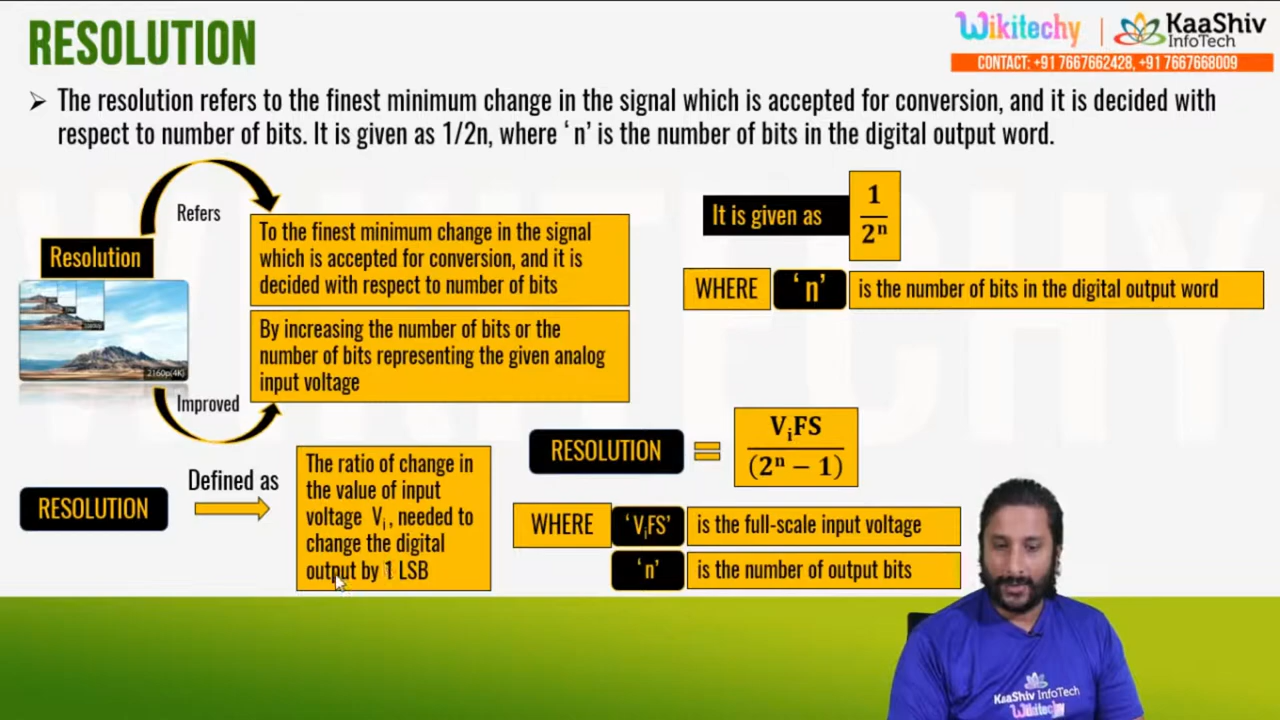 RESOLUTION
Wikitechy | KaaShiv
InfoTech
CONTACT: +91 7667662428, +91 7667668009
➢ The resolution refers to the finest minimum change in the signal which is accepted for conversion, and it is decided with
respect to number of bits. It is given as 1/2n, where ‘ n’ is the number of bits in the digital output word.
Refers
Resolution
2160p(4K)
Improved
To the finest minimum change in the signal
which is accepted for conversion, and it is
decided with respect to number of bits
By increasing the number of bits or the
number of bits representing the given analog
input voltage
It is given as
1
2ⁿ
WHERE ‘n’ is the number of bits in the digital output word
RESOLUTION
Defined as
The ratio of change in
the value of input
voltage Vᵢ, needed to
change the digital
output by 1 LSB
RESOLUTION =
VᵢFS
(2ⁿ − 1)
WHERE ‘VᵢFS’ is the full-scale input voltage
‘n’ is the number of output bits
KaaShiv InfoTech
Wikitechy